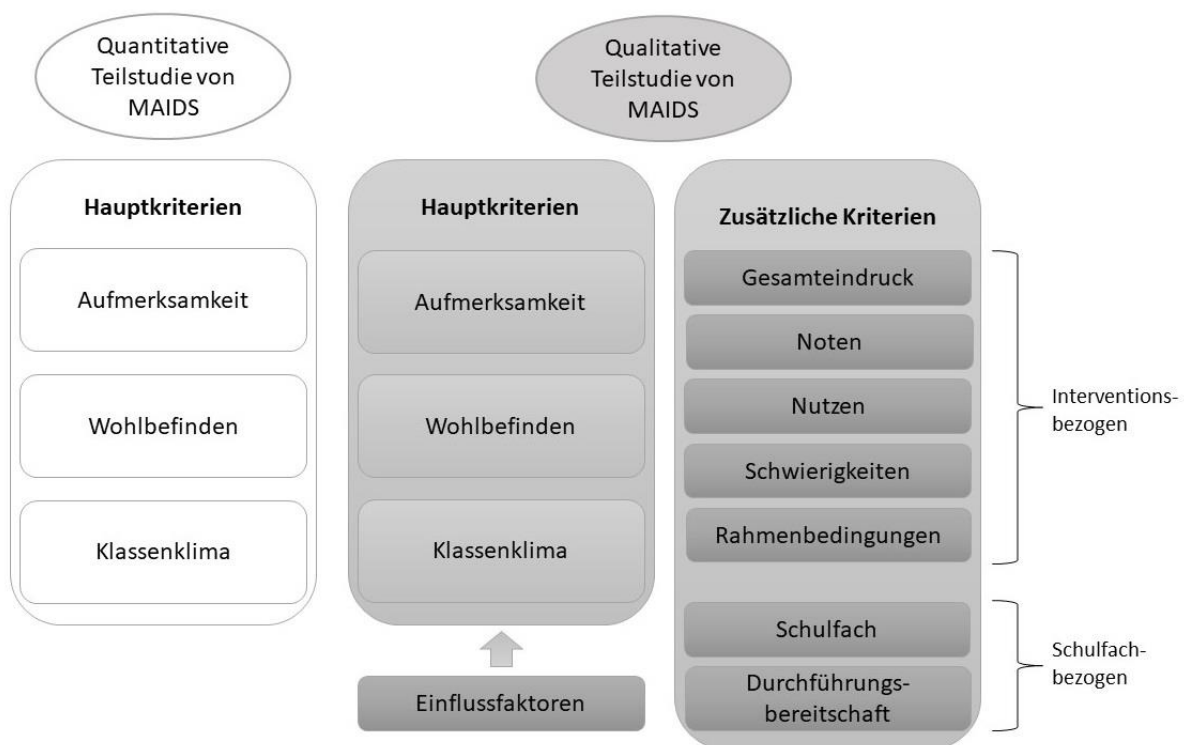 Quantitative
Teilstudie von
MAIDS
Qualitative
Teilstudie von
MAIDS
Hauptkriterien
Aufmerksamkeit
Wohlbefinden
Klassenklima
Hauptkriterien
Aufmerksamkeit
Wohlbefinden
Klassenklima
Einflussfaktoren
Zusätzliche Kriterien
Gesamteindruck
Noten
Nutzen
Schwierigkeiten
Rahmenbedingungen
Schulfach
Durchführungs-
bereitschaft
Interventions-
bezogen
Schulfach-
bezogen